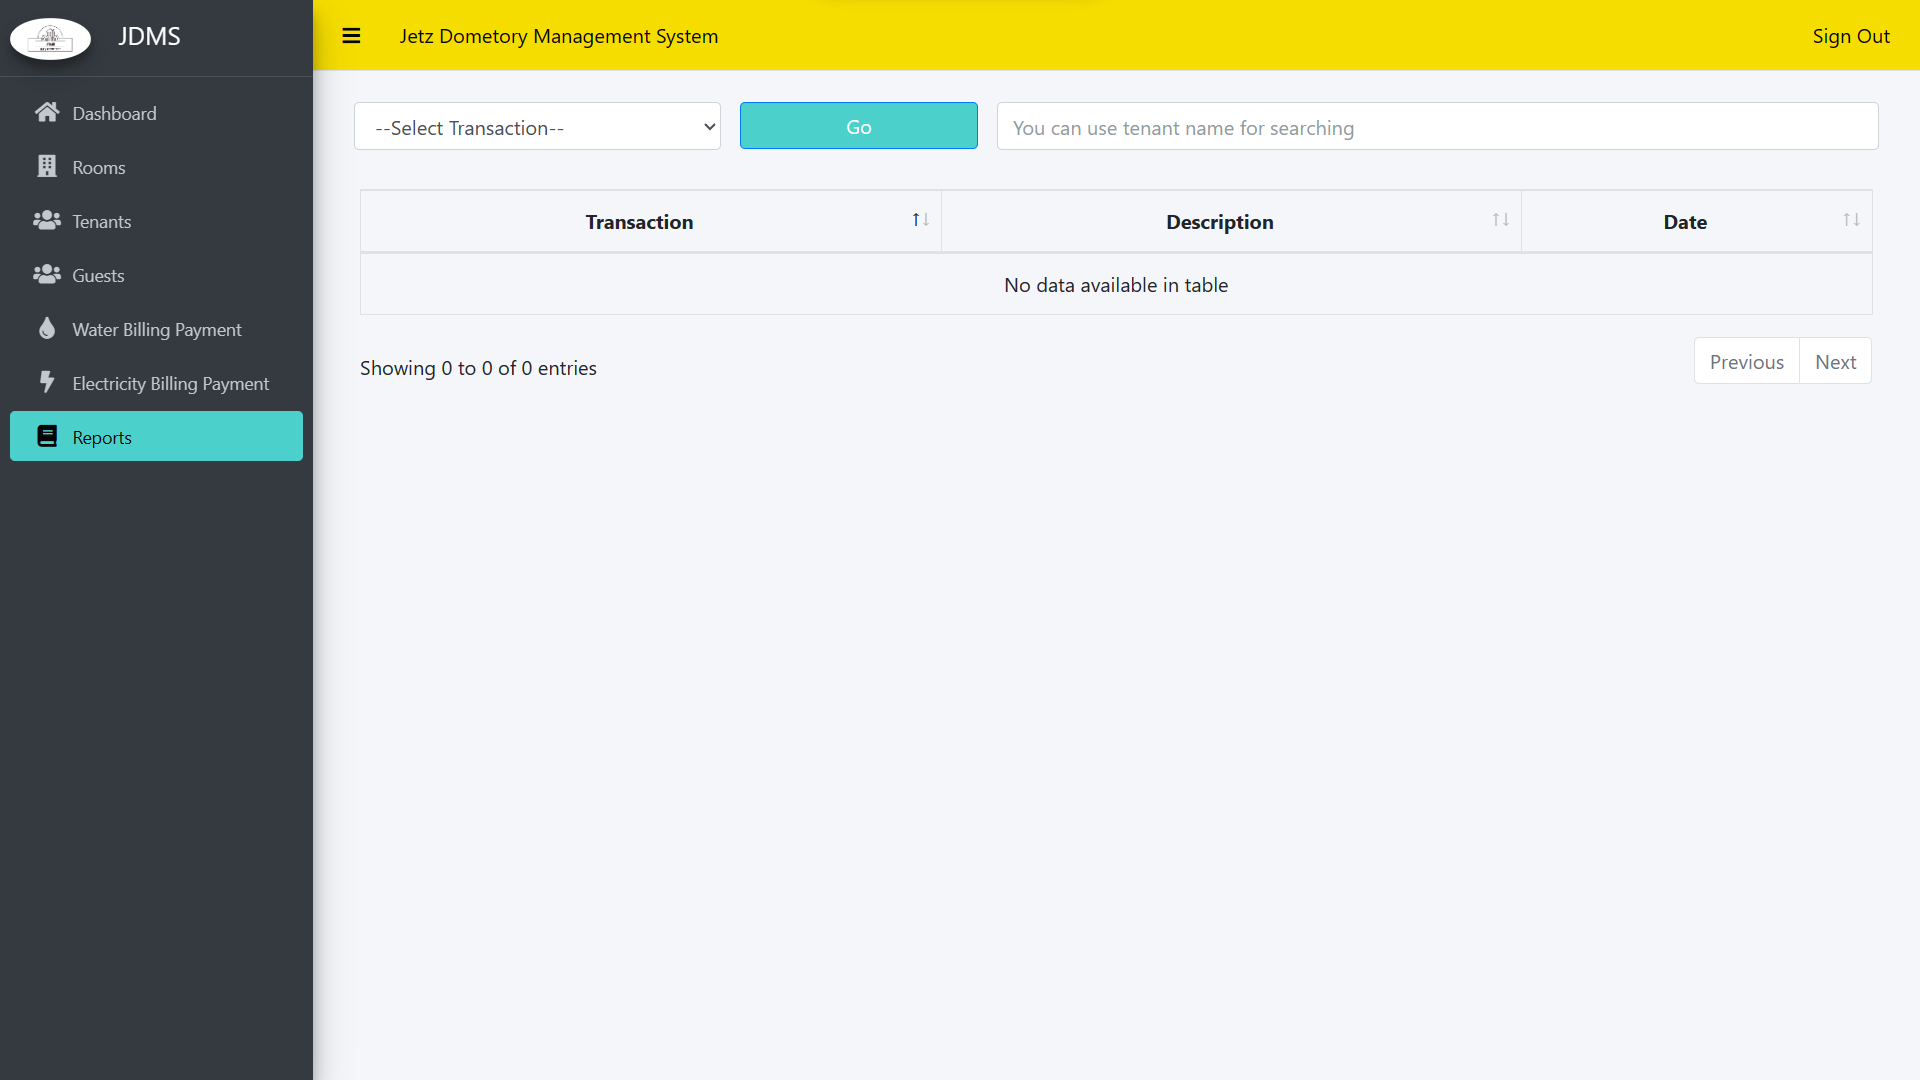 JDMS
Jetz Dometory Management System
Sign Out
Dashboard
Rooms
Tenants
Guests
Water Billing Payment
Electricity Billing Payment
Reports
--Select Transaction--
Go
You can use tenant name for searching
Transaction
Description
Date
No data available in table
Showing 0 to 0 of 0 entries
Previous
Next